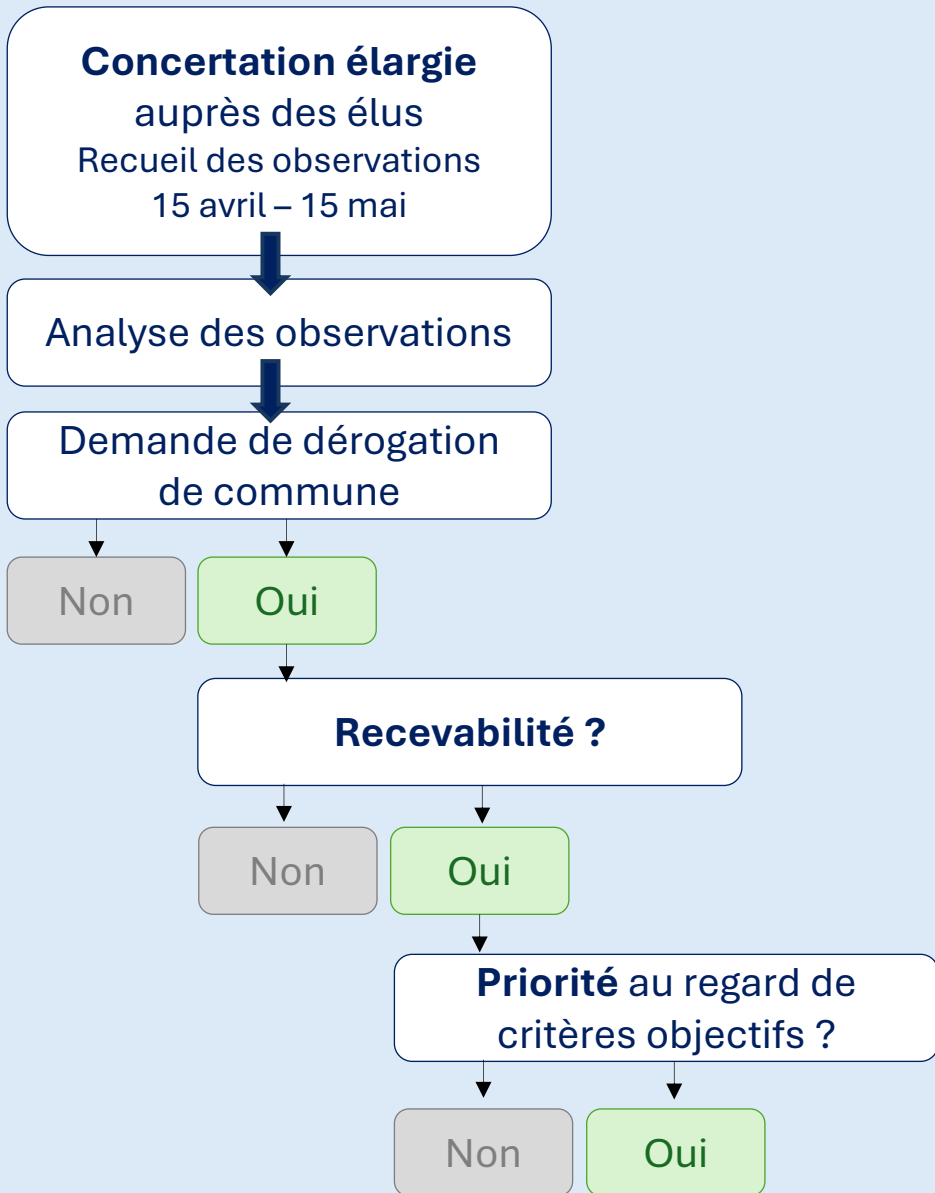 Concertation élargie
auprès des élus
Recueil des observations
15 avril – 15 mai
Analyse des observations
Demande de dérogation
de commune
Non
Oui
Recevabilité ?
Non
Oui
Priorité au regard de
critères objectifs ?
Non
Oui